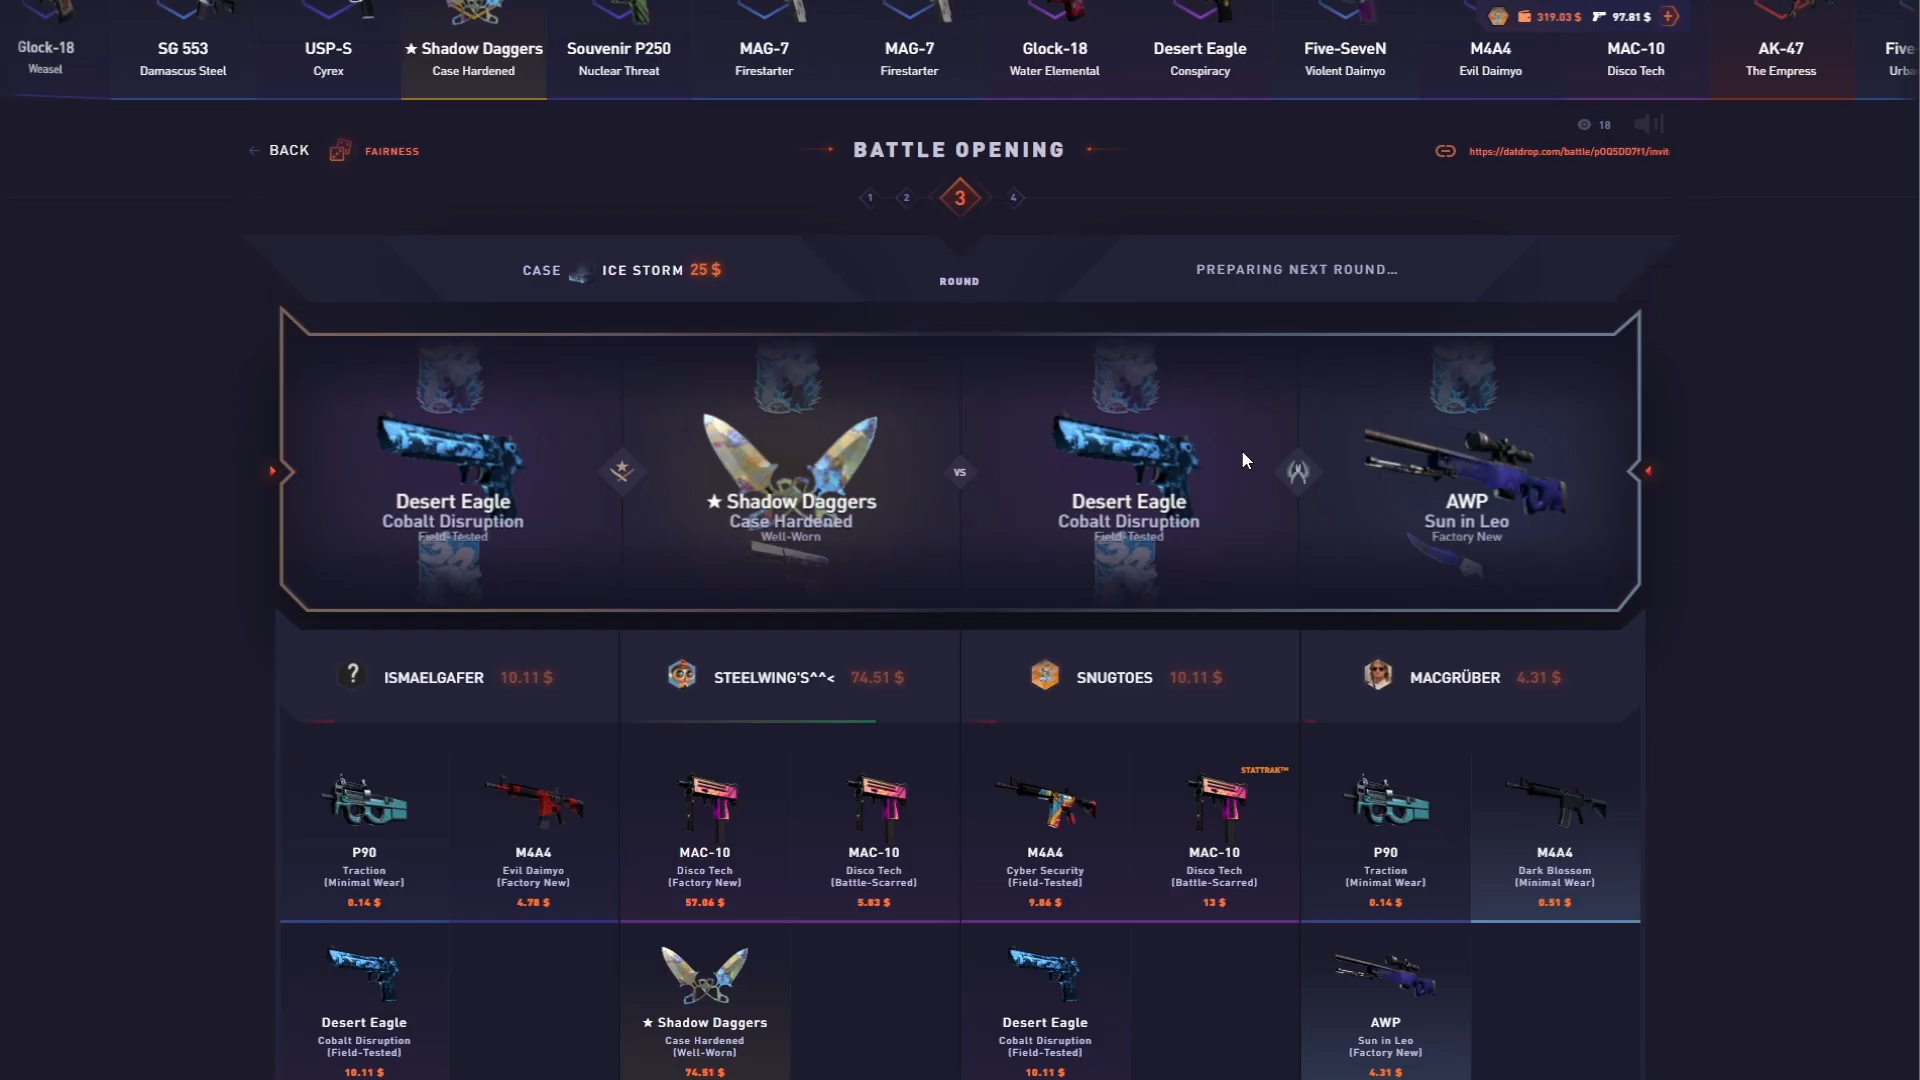 319.03 $ 97.81 $ +
Glock-18
Weasel
SG 553
Damascus Steel
USP-S
Cyrex
★ Shadow Daggers
Case Hardened
Souvenir P250
Nuclear Threat
MAG-7
Firestarter
MAG-7
Firestarter
Glock-18
Water Elemental
Desert Eagle
Conspiracy
Five-SeveN
Violent Daimyo
M4A4
Evil Daimyo
MAC-10
Disco Tech
AK-47
The Empress
Five
Urba
18
← BACK
FAIRNESS
BATTLE OPENING
https://datdrop.com/battle/p0Q5DD7f1/invit
1 2 3 4
CASE ICE STORM 25 $
ROUND
PREPARING NEXT ROUND...
Desert Eagle
Cobalt Disruption
Field-Tested
★ Shadow Daggers
Case Hardened
Well-Worn
VS
Desert Eagle
Cobalt Disruption
Field-Tested
AWP
Sun in Leo
Factory New
? ISMAELGAFER 10.11 $
STEELWING'S^^< 74.51 $
SNUGTOES 10.11 $
MACGRÜBER 4.31 $
P90
Traction
(Minimal Wear)
0.14 $
M4A4
Evil Daimyo
(Factory New)
4.78 $
MAC-10
Disco Tech
(Factory New)
57.06 $
MAC-10
Disco Tech
(Battle-Scarred)
5.83 $
M4A4
Cyber Security
(Field-Tested)
9.86 $
STATTRAK™
MAC-10
Disco Tech
(Battle-Scarred)
13 $
P90
Traction
(Minimal Wear)
0.14 $
M4A4
Dark Blossom
(Minimal Wear)
0.51 $
Desert Eagle
Cobalt Disruption
(Field-Tested)
10.11 $
★ Shadow Daggers
Case Hardened
(Well-Worn)
74.51 $
Desert Eagle
Cobalt Disruption
(Field-Tested)
10.11 $
AWP
Sun in Leo
(Factory New)
4.31 $